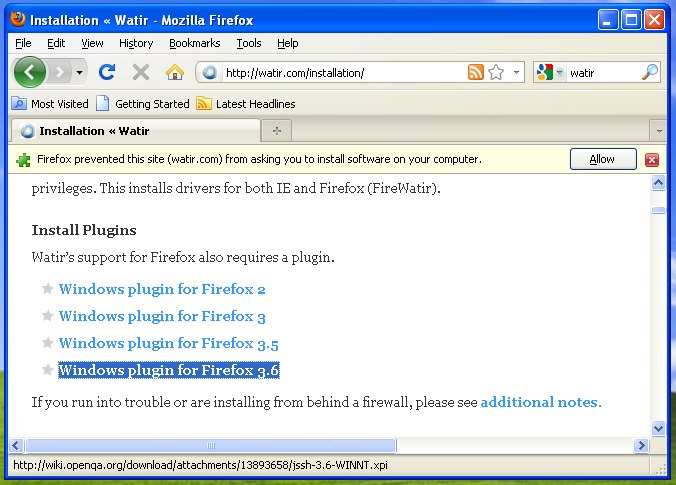 Installation « Watir - Mozilla Firefox
File Edit View History Bookmarks Tools Help
http://watir.com/installation/ watir
Most Visited Getting Started Latest Headlines
Installation « Watir
Firefox prevented this site (watir.com) from asking you to install software on your computer. Allow
privileges. This installs drivers for both IE and Firefox (FireWatir).
Install Plugins
Watir's support for Firefox also requires a plugin.
Windows plugin for Firefox 2
Windows plugin for Firefox 3
Windows plugin for Firefox 3.5
Windows plugin for Firefox 3.6
If you run into trouble or are installing from behind a firewall, please see additional notes.
http://wiki.openqa.org/download/attachments/13893658/jssh-3.6-WINNT.xpi